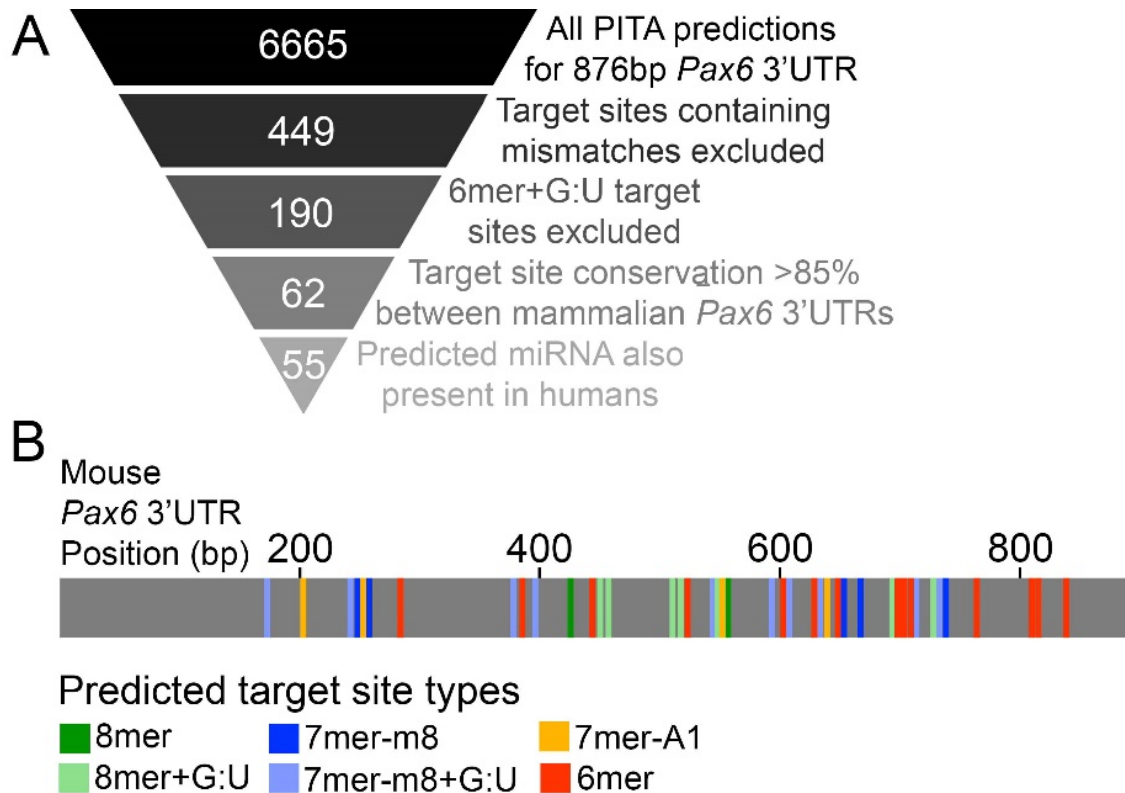 A
6665
All PITA predictions
for 876bp Pax6 3'UTR
449
Target sites containing
mismatches excluded
190
6mer+G:U target
sites excluded
62
Target site conservation >85%
between mammalian Pax6 3'UTRs
55
Predicted miRNA also
present in humans
B
Mouse
Pax6 3'UTR
Position (bp) 200 400 600 800
Predicted target site types
8mer 7mer-m8 7mer-A1
8mer+G:U 7mer-m8+G:U 6mer